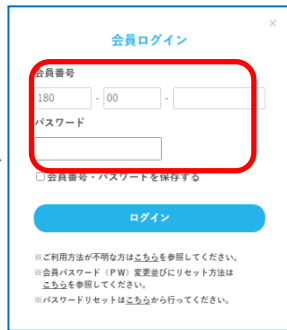 ×
会員ログイン
会員番号
180 - 00 -
パスワード
会員番号・パスワードを保存する
ログイン
※ご利用方法が不明な方はこちらを参照してください。
※会員パスワード（PW）変更並びにリセット方法は
こちらを参照してください。
※パスワードリセットはこちらから行ってください。